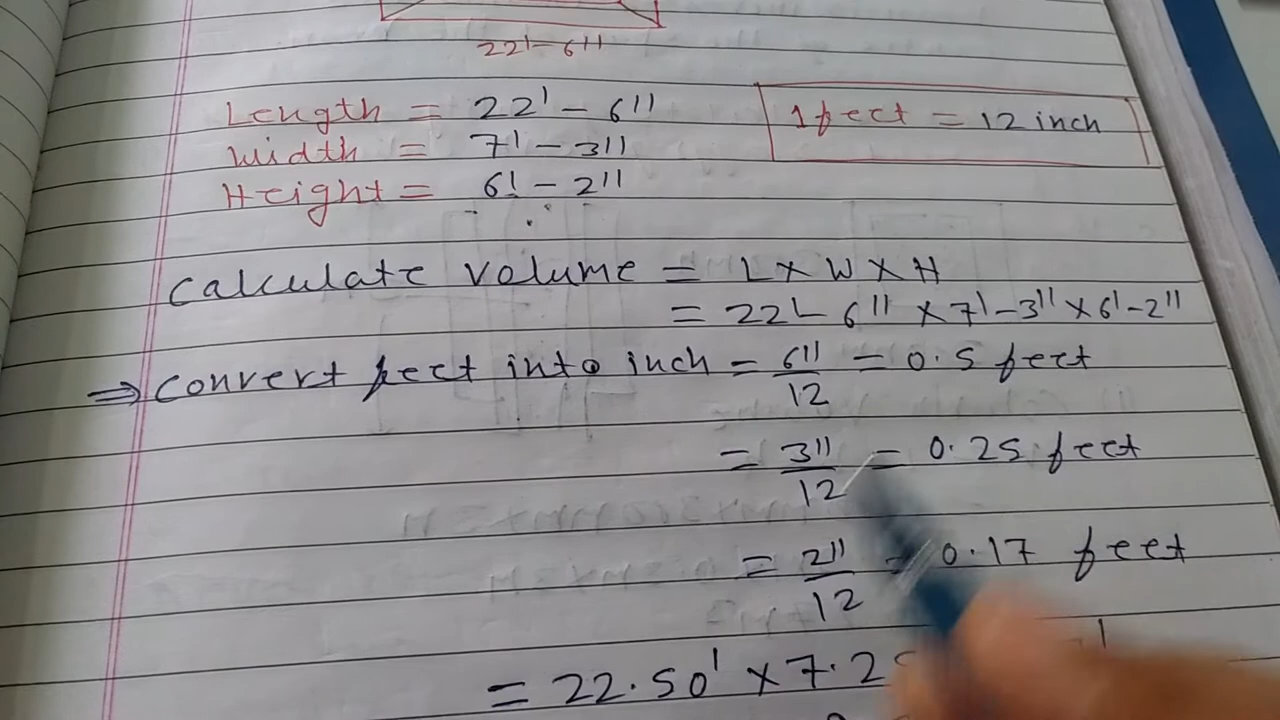 22'-6"
Length = 22'-6"
1 feet = 12 inch
Width = 7'-3"
Height = 6'-2"
Calculate volume = L×W×H
= 22'-6" × 7'-3" × 6'-2"
⇒ Convert feet into inch = 6"/12 = 0.5 feet
= 3"/12 = 0.25 feet
= 2"/12 = 0.17 feet
= 22.50' × 7.25